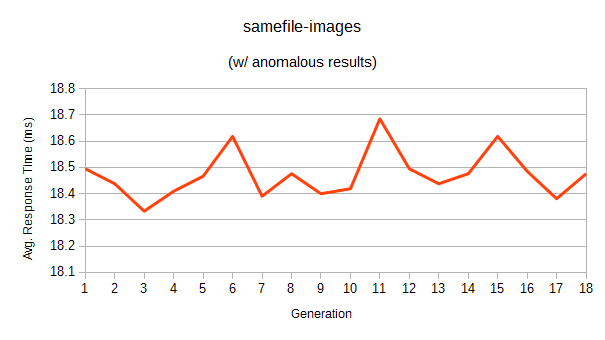 samefile-images
(w/ anomalous results)
Avg. Response Time (ms)
18.8
18.7
18.6
18.5
18.4
18.3
18.2
18.1
1 2 3 4 5 6 7 8 9 10 11 12 13 14 15 16 17 18
Generation